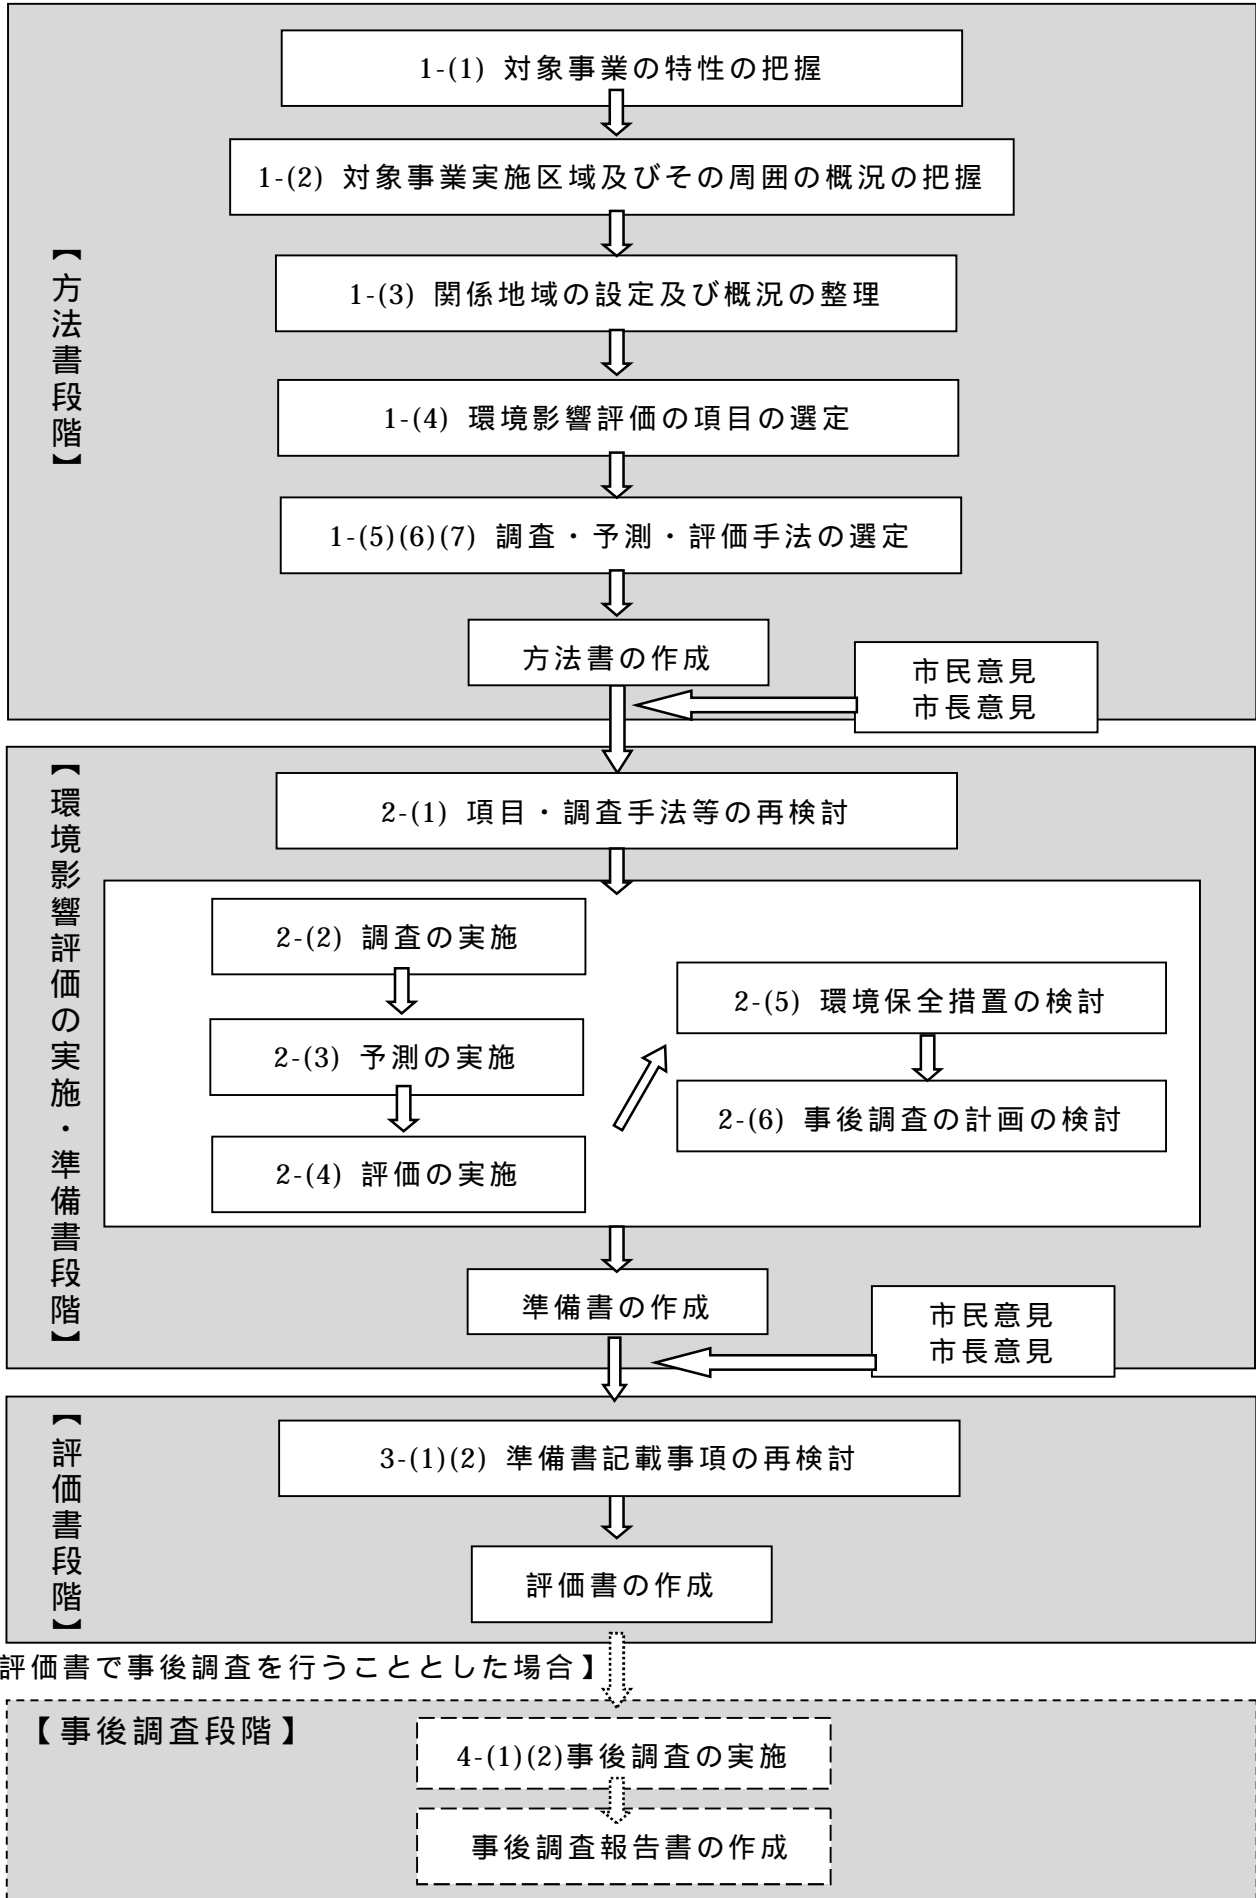 【方法書段階】
1-(1) 対象事業の特性の把握
1-(2) 対象事業実施区域及びその周囲の概況の把握
1-(3) 関係地域の設定及び概況の整理
1-(4) 環境影響評価の項目の選定
1-(5)(6)(7) 調査・予測・評価手法の選定
方法書の作成
市民意見
市長意見
【環境影響評価の実施・準備書段階】
2-(1) 項目・調査手法等の再検討
2-(2) 調査の実施
2-(3) 予測の実施
2-(4) 評価の実施
2-(5) 環境保全措置の検討
2-(6) 事後調査の計画の検討
準備書の作成
市民意見
市長意見
【評価書段階】
3-(1)(2) 準備書記載事項の再検討
評価書の作成
評価書で事後調査を行うこととした場合】
【事後調査段階】
4-(1)(2)事後調査の実施
事後調査報告書の作成